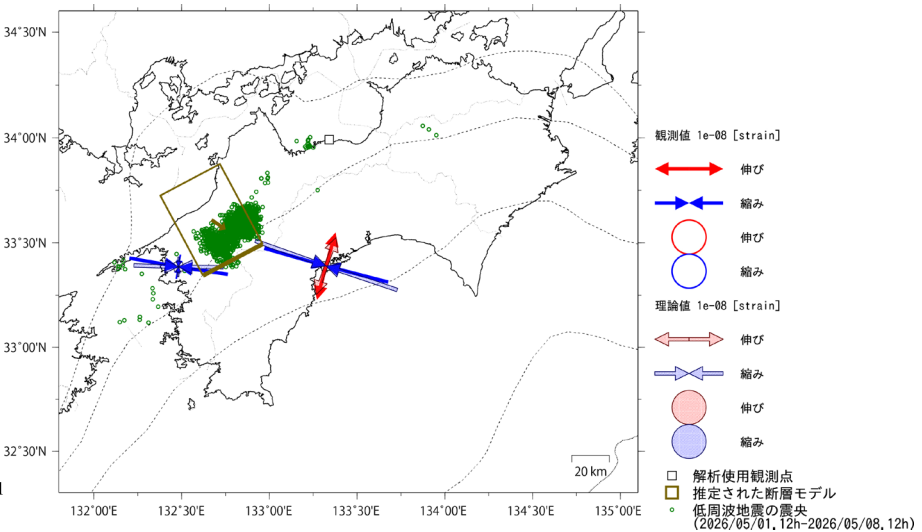 34°30'N
34°00'N
33°30'N
33°00'N
32°30'N
132°00'E
132°30'E
133°00'E
133°30'E
134°00'E
134°30'E
135°00'E
20 km
観測値 1e-08 [strain]
伸び
縮み
伸び
縮み
理論値 1e-08 [strain]
伸び
縮み
伸び
縮み
解析使用観測点
推定された断層モデル
低周波地震の震央
(2026/05/01,12h-2026/05/08,12h)